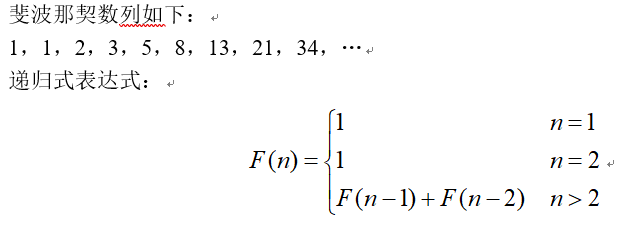 斐波那契数列如下：
1，1，2，3，5，8，13，21，34，…
递归式表达式：
F(n)={1 n=1
1 n=2
F(n−1)+F(n−2) n>2